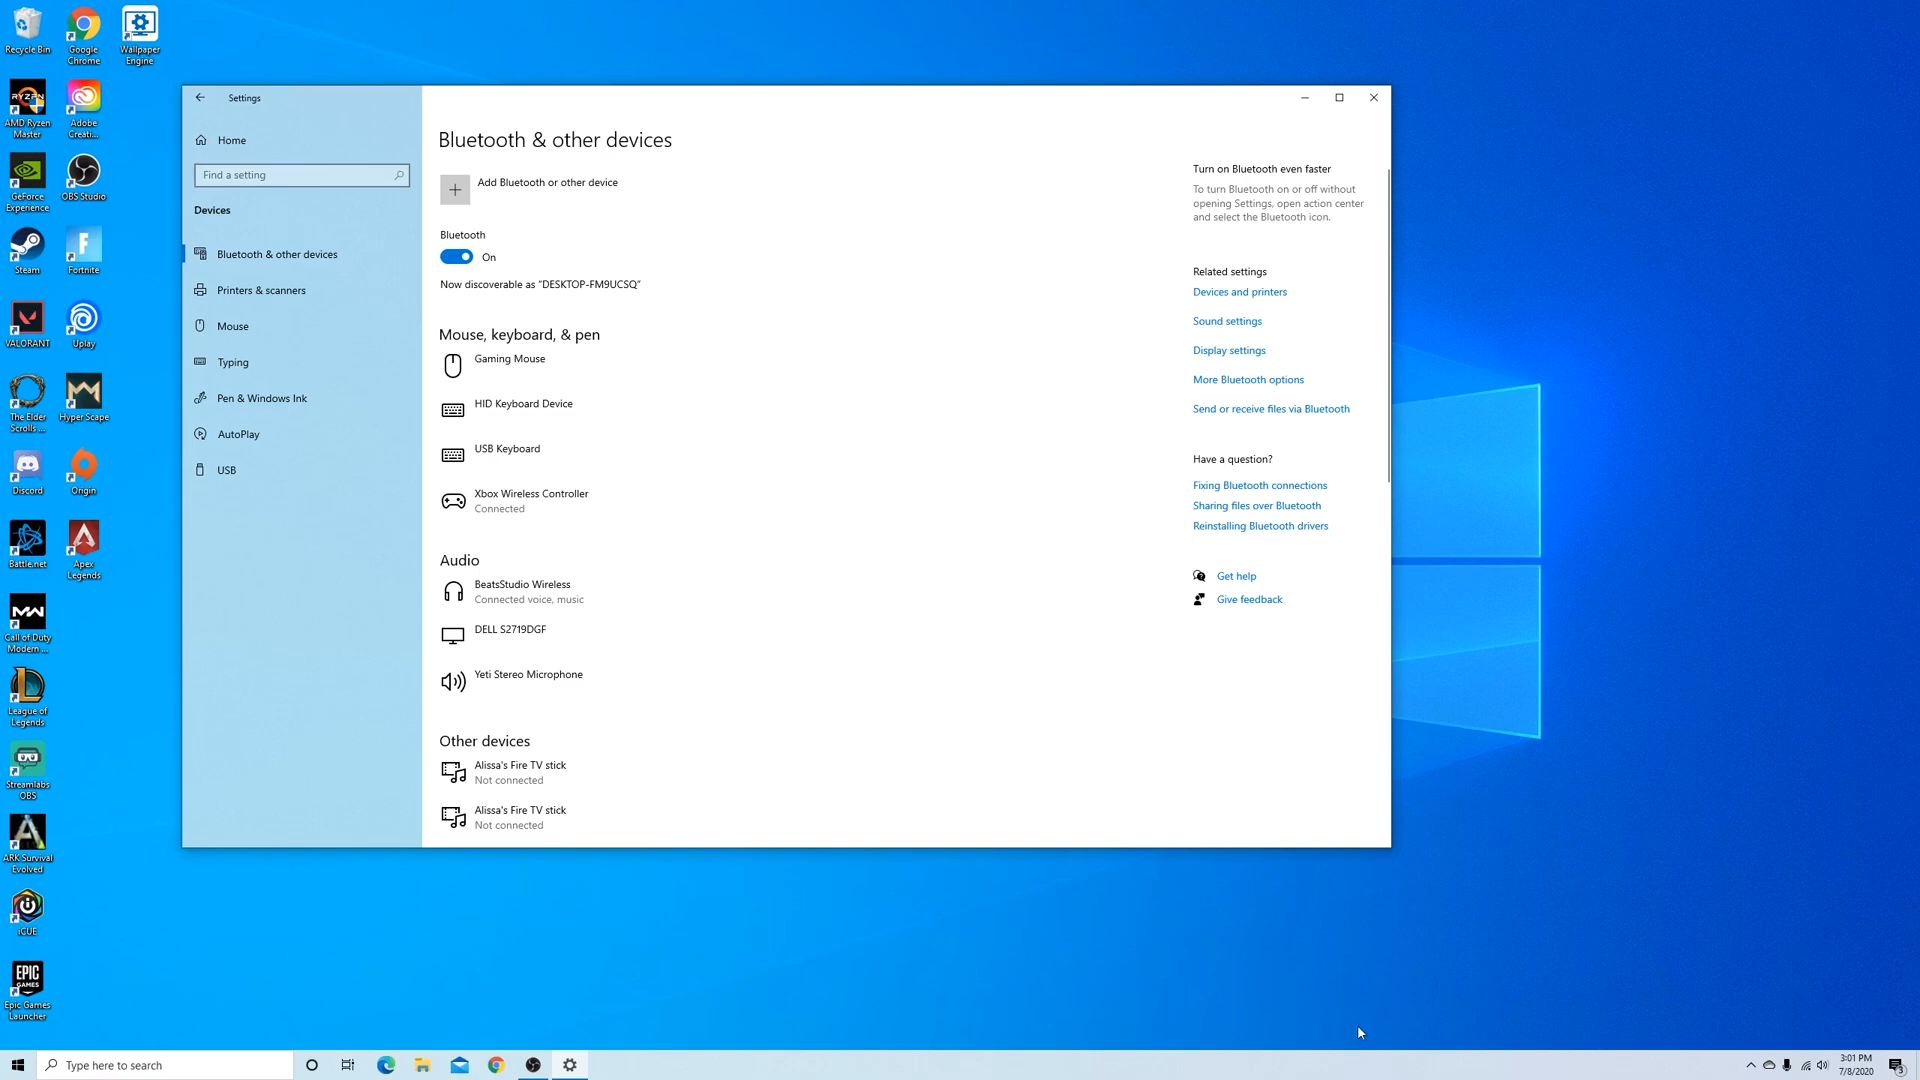 Recycle Bin
Google
Chrome
Wallpaper
Engine
RYZEN
AMD Ryzen
Master
Adobe
Creati...
GeForce
Experience
OBS Studio
Steam
Fortnite
VALORANT
Uplay
The Elder
Scrolls ...
Hyper Scape
Discord
Origin
Battle.net
Apex
Legends
Call of Duty
Modern ...
League of
Legends
Streamlabs
OBS
ARK Survival
Evolved
iCUE
EPIC
GAMES
Epic Games
Launcher
Settings
Home
Find a setting
Devices
Bluetooth & other devices
Printers & scanners
Mouse
Typing
Pen & Windows Ink
AutoPlay
USB
Bluetooth & other devices
Add Bluetooth or other device
Bluetooth
On
Now discoverable as “DESKTOP-FM9UCSQ”
Mouse, keyboard, & pen
Gaming Mouse
HID Keyboard Device
USB Keyboard
Xbox Wireless Controller
Connected
Audio
BeatsStudio Wireless
Connected voice, music
DELL S2719DGF
Yeti Stereo Microphone
Other devices
Alissa's Fire TV stick
Not connected
Alissa's Fire TV stick
Not connected
Turn on Bluetooth even faster
To turn Bluetooth on or off without
opening Settings, open action center
and select the Bluetooth icon.
Related settings
Devices and printers
Sound settings
Display settings
More Bluetooth options
Send or receive files via Bluetooth
Have a question?
Fixing Bluetooth connections
Sharing files over Bluetooth
Reinstalling Bluetooth drivers
Get help
Give feedback
Type here to search
3:01 PM
7/8/2020
3